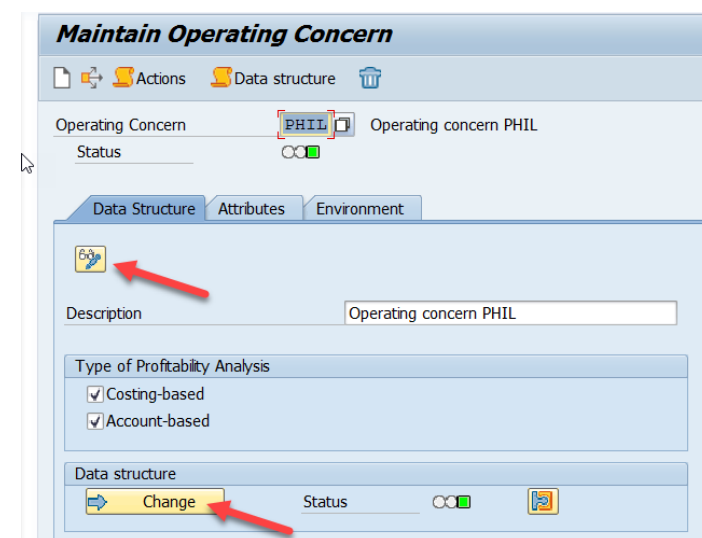 Maintain Operating Concern
Actions Data structure
Operating Concern PHIL Operating concern PHIL
Status
Data Structure Attributes Environment
Description Operating concern PHIL
Type of Profitability Analysis
Costing-based
Account-based
Data structure
Change Status